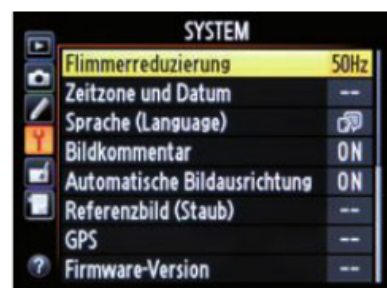 SYSTEM
Flimmerreduzierung 50Hz
Zeitzone und Datum --
Sprache (Language)
Bildkommentar ON
Automatische Bildausrichtung ON
Referenzbild (Staub) --
GPS --
? Firmware-Version --